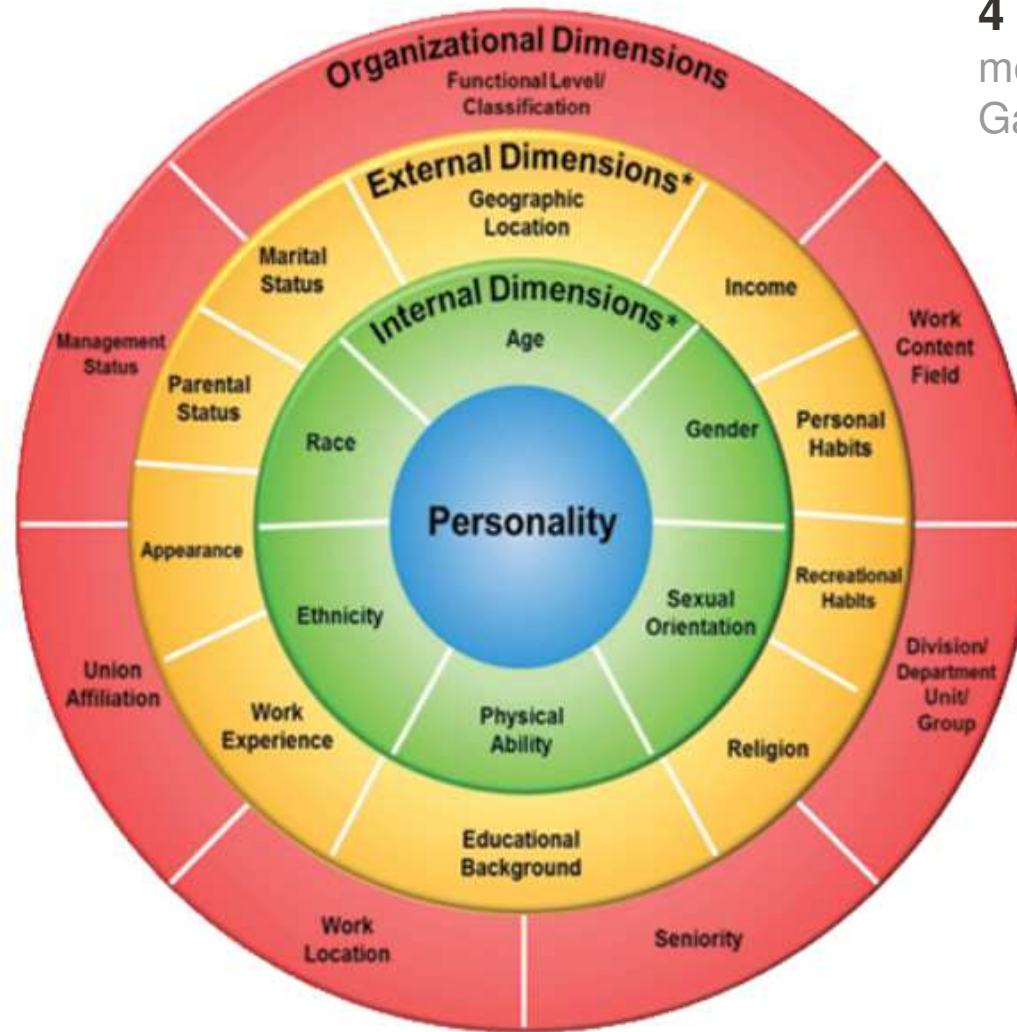 4
Organizational Dimensions
Functional Level/
Classification
External Dimensions*
Geographic
Location
Internal Dimensions*
Age
Marital
Status
Income
Management
Status
Work
Content
Field
Parental
Status
Personal
Habits
Race
Gender
Personality
Appearance
Recreational
Habits
Ethnicity
Sexual
Orientation
Union
Affiliation
Division/
Department
Unit/
Group
Work
Experience
Physical
Ability
Religion
Educational
Background
Work
Location
Seniority